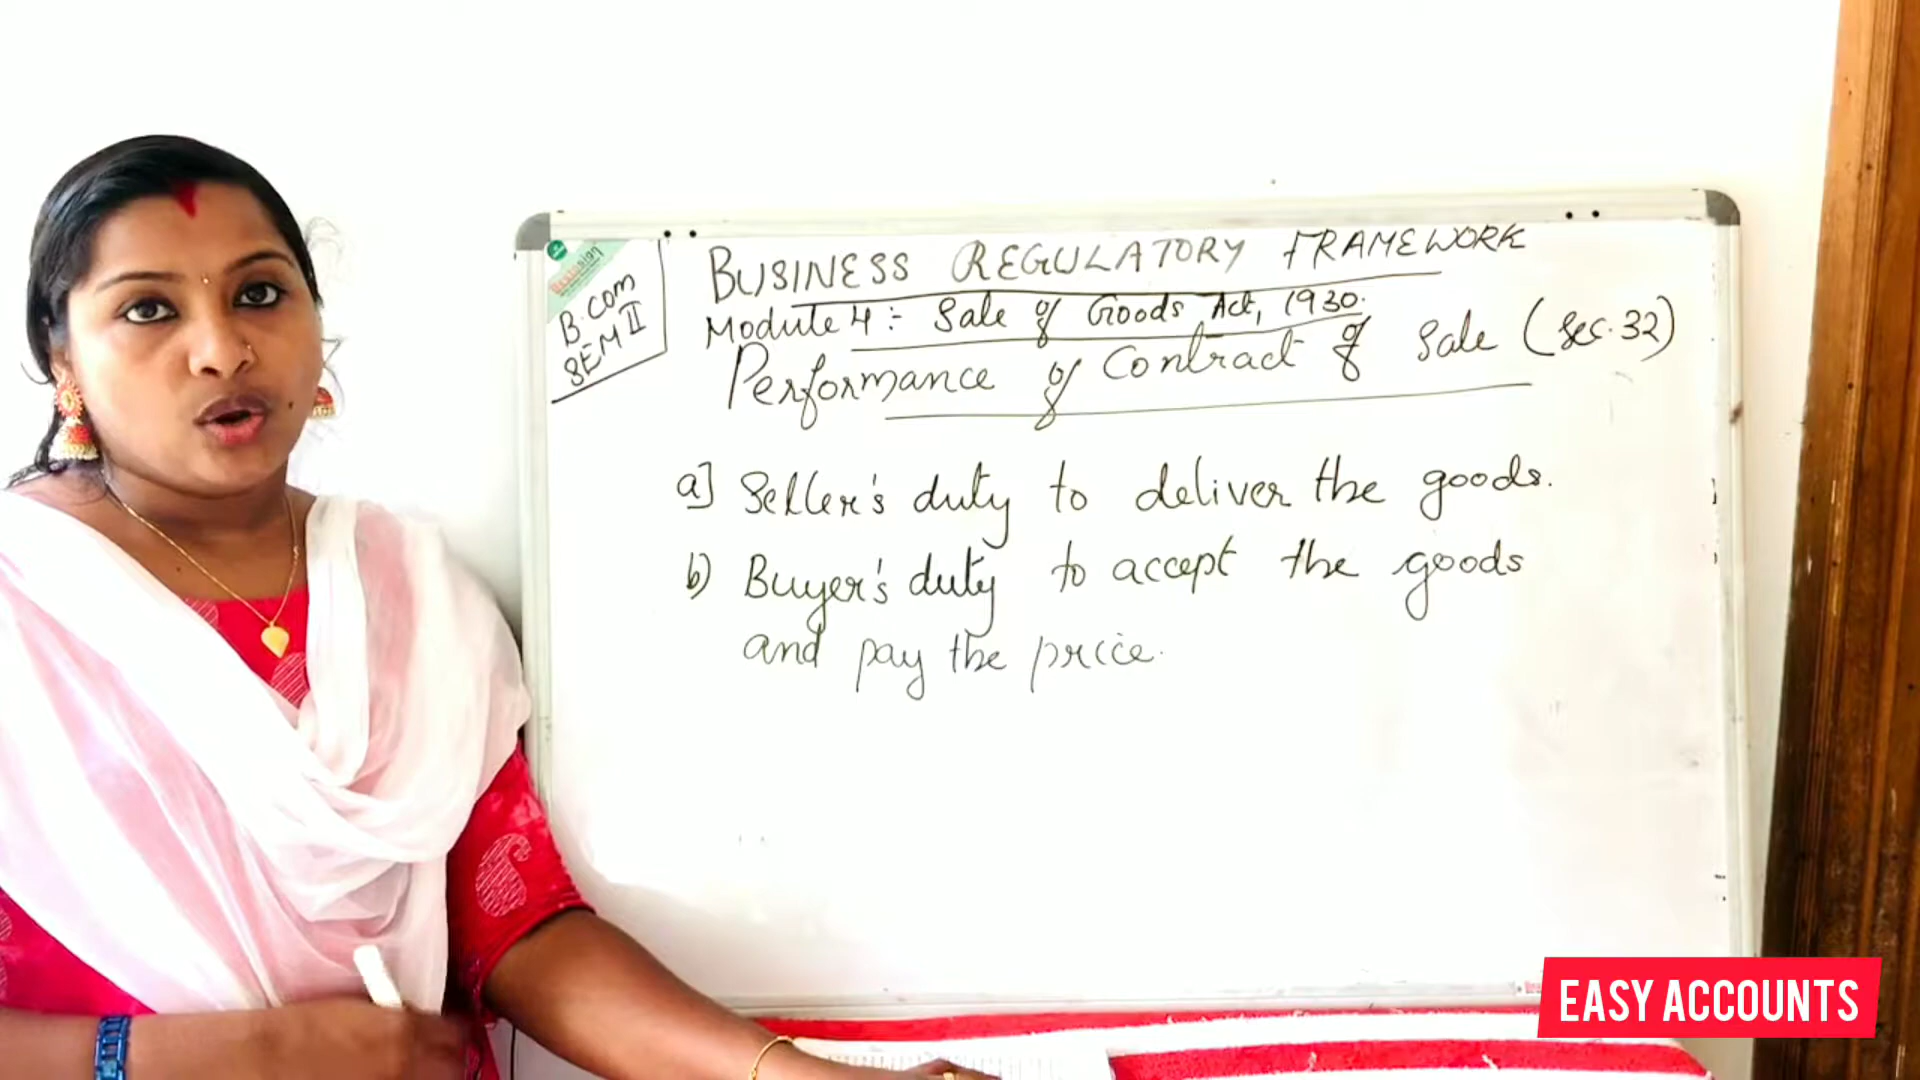 B.com
SEM II
BUSINESS REGULATORY FRAMEWORK
Module 4 :- Sale of Goods Act, 1930.
Performance of Contract of Sale (Sec. 32)
a] Seller's duty to deliver the goods.
b) Buyer's duty to accept the goods
and pay the price.
EASY ACCOUNTS